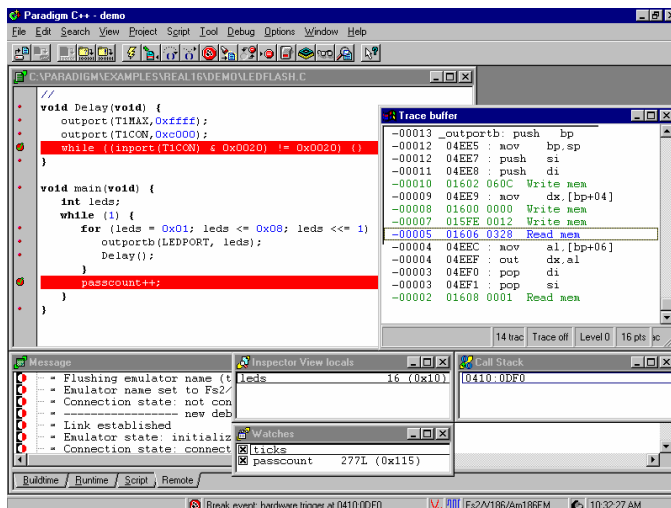 Paradigm C++ - demo
File Edit Search View Project Script Tool Debug Options Window Help
C:\PARADIGM\EXAMPLES\REAL16\DEMO\LEDFLASH.C
//
void Delay(void) {
outport(T1MAX,0xffff);
outport(T1CON,0xc000);
while ((inport(T1CON) & 0x0020) != 0x0020) ()
}
void main(void) {
int leds;
while (1) {
for (leds = 0x01; leds <= 0x08; leds <<= 1)
outportb(LEDPORT, leds);
Delay();
}
passcount++;
}
}
Trace buffer
-00013 _outportb: push bp
-00012 04EE5 : mov bp,sp
-00012 04EE7 : push si
-00011 04EE8 : push di
-00010 01602 060C Write mem
-00009 04EE9 : mov dx,[bp+04]
-00008 01600 0000 Write mem
-00007 015FE 0012 Write mem
-00005 01606 0328 Read mem
-00004 04EEC : mov al,[bp+06]
-00004 04EEF : out dx,al
-00003 04EF0 : pop di
-00003 04EF1 : pop si
-00002 01608 0001 Read mem
14 trac Trace off Level 0 16 pts
Message
Flushing emulator name (t
Emulator name set to Fs2/
Connection state: not con
------------------ new deb
Link established
Emulator state: initializ
Connection state: connect
Buildtime Runtime Script Remote
Inspector View locals
leds 16 (0x10)
Watches
ticks
passcount 277L (0x115)
Call Stack
0410:0DF0
Break event: hardware trigger at 0410:0DF0 Fs2/V186/Am186EM 10:32:27 AM